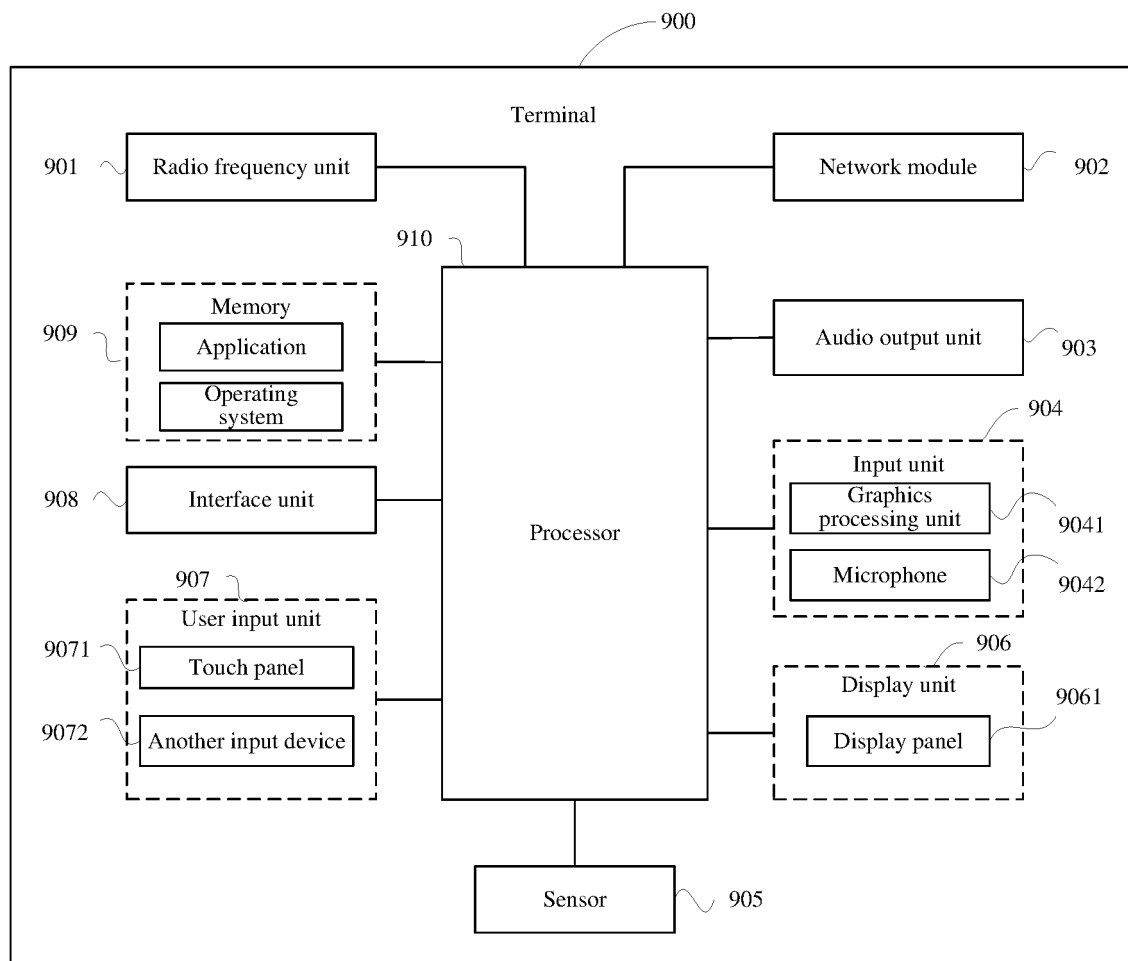 900
Terminal
901
Radio frequency unit
Network module
902
910
Memory
909
Application
Operating
system
Audio output unit
903
904
Input unit
Graphics
processing unit
9041
Microphone
9042
908
Interface unit
Processor
907
User input unit
9071
Touch panel
9072
Another input device
906
Display unit
9061
Display panel
Sensor
905